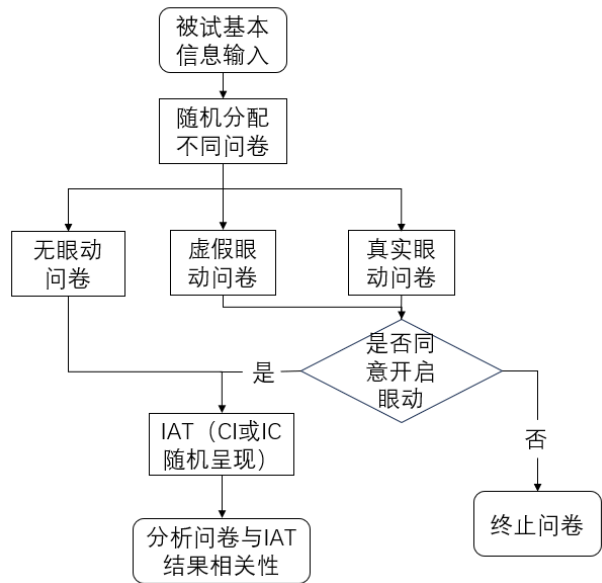 被试基本
信息输入
随机分配
不同问卷
无眼动
问卷
虚假眼
动问卷
真实眼
动问卷
是否同
意开启
眼动
是
否
IAT（CI或IC
随机呈现）
终止问卷
分析问卷与IAT
结果相关性